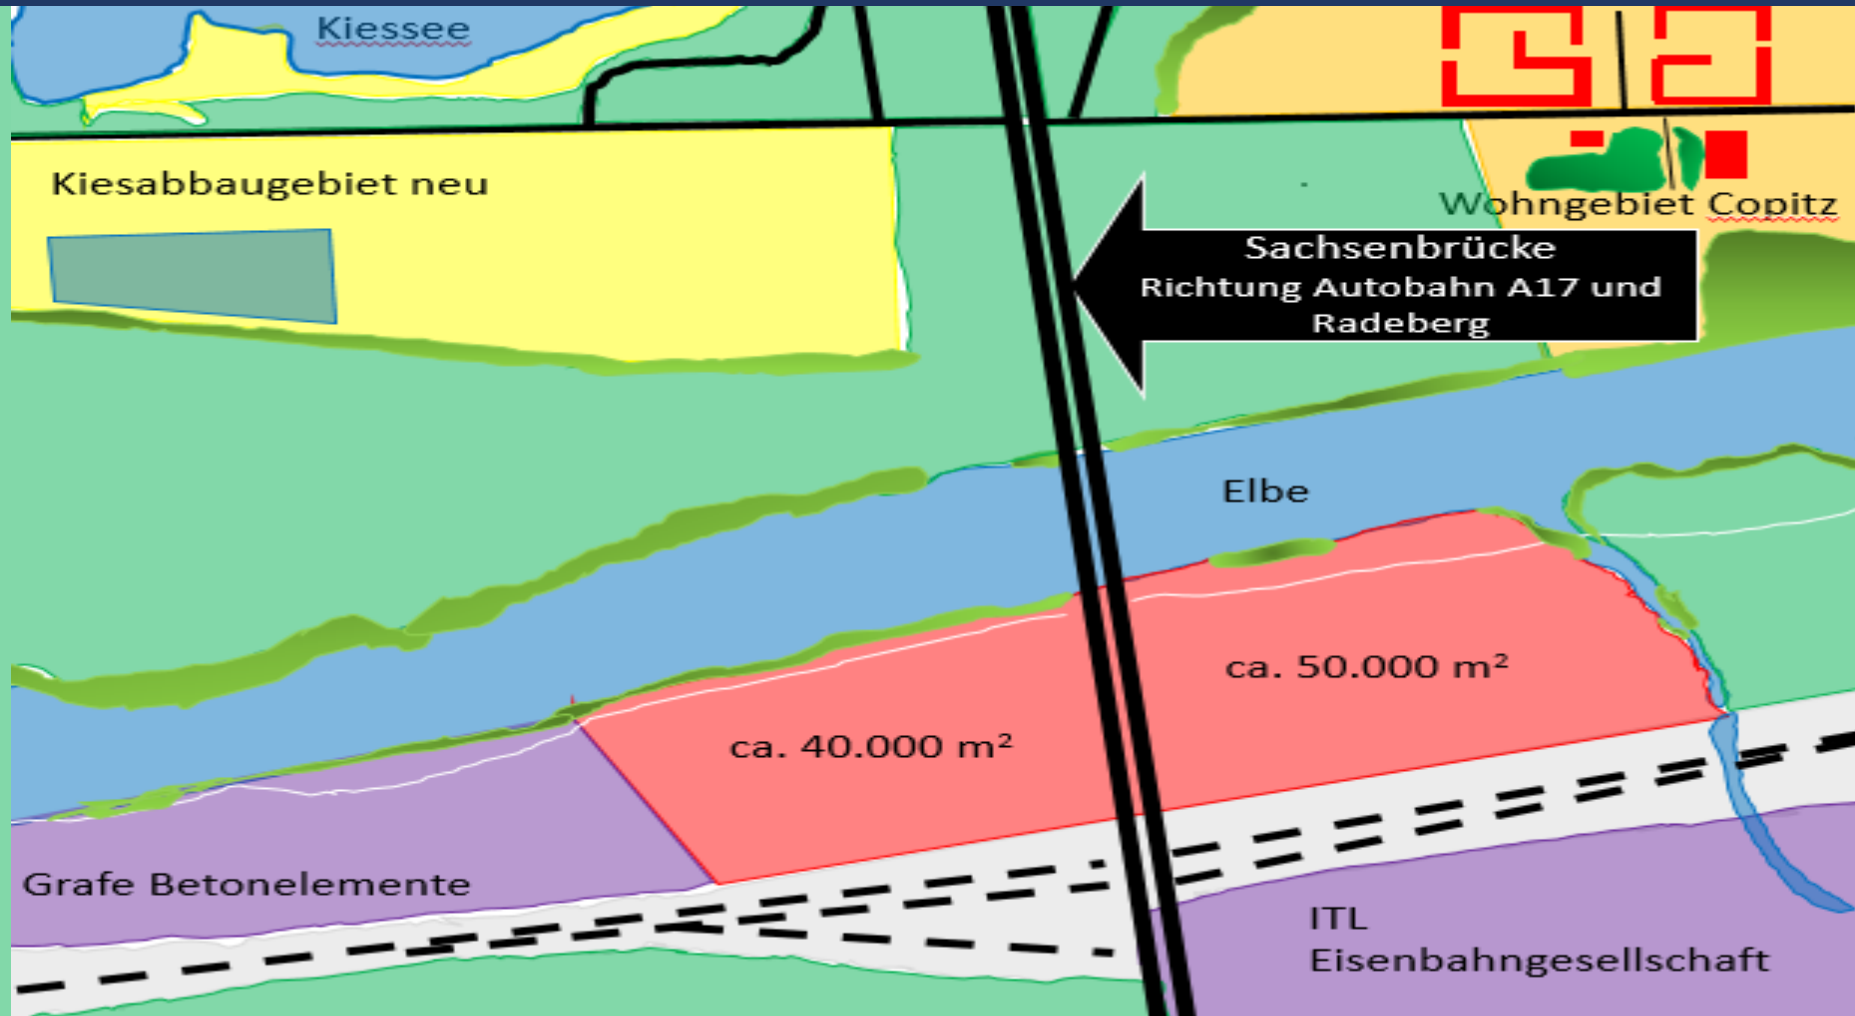 Kiessee
Kiesabbaugebiet neu
Wohngebiet Copitz
Sachsenbrücke
Richtung Autobahn A17 und
Radeberg
Elbe
ca. 50.000 m²
ca. 40.000 m²
Grafe Betonelemente
ITL
Eisenbahngesellschaft